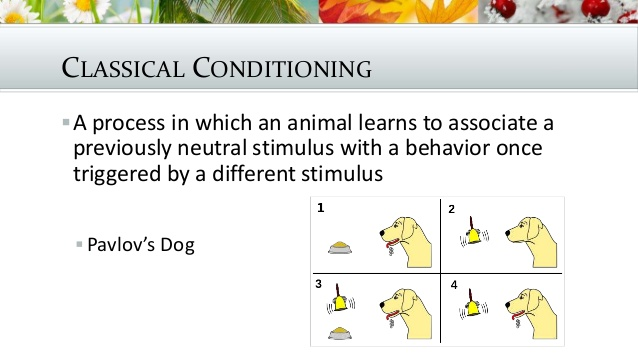 CLASSICAL CONDITIONING
▪A process in which an animal learns to associate a
previously neutral stimulus with a behavior once
triggered by a different stimulus
▪ Pavlov’s Dog
1
2
3
4